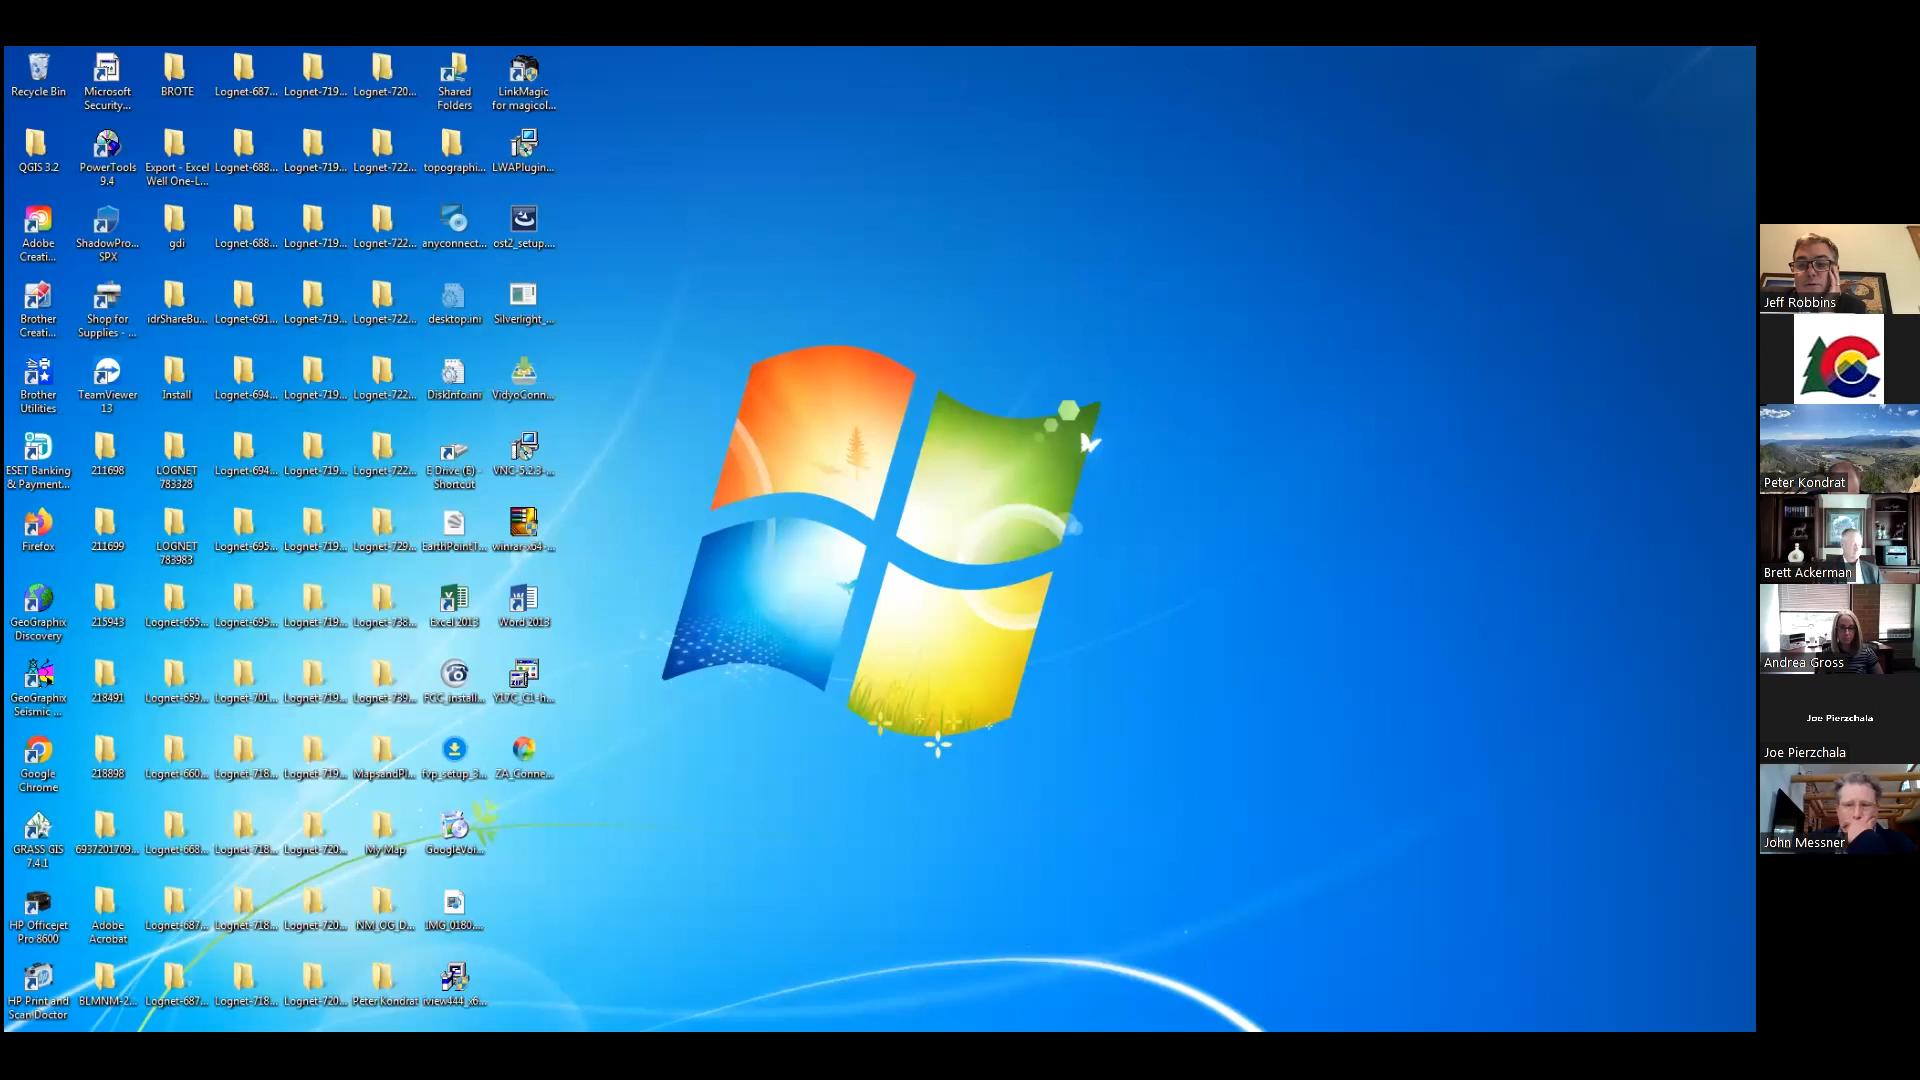 Recycle Bin
Microsoft
Security...
BROTE
Lognet-687...
Lognet-719...
Lognet-720...
Shared
Folders
LinkMagic
for magicol...
QGIS 3.2
PowerTools
9.4
Export - Excel
Well One-L...
Lognet-688...
Lognet-719...
Lognet-722...
topographi...
LWAPlugin...
Adobe
Creati...
ShadowPro...
SPX
gdi
Lognet-688...
Lognet-719...
Lognet-722...
anyconnect...
ost2_setup....
Brother
Creati...
Shop for
Supplies - ...
idrShareBu...
Lognet-691...
Lognet-719...
Lognet-722...
desktop.ini
Silverlight_...
Jeff Robbins
Brother
Utilities
TeamViewer
13
Install
Lognet-694...
Lognet-719...
Lognet-722...
DiskInfo.ini
VidyoConn...
ESET Banking
& Payment...
211698
LOGNET
783328
Lognet-694...
Lognet-719...
Lognet-722...
E Drive (E) -
Shortcut
VNC-5.2.3-...
Peter Kondrat
Firefox
211699
LOGNET
783983
Lognet-695...
Lognet-719...
Lognet-729...
EarthPointT...
winrar-x64-...
Brett Ackerman
GeoGraphix
Discovery
215943
Lognet-655...
Lognet-695...
Lognet-719...
Lognet-738...
Excel 2013
Word 2013
Andrea Gross
GeoGraphix
Seismic ...
218491
Lognet-659...
Lognet-701...
Lognet-719...
Lognet-739...
FCC_install...
Y17C_C1-h...
Joe Pierzchala
Joe Pierzchala
Google
Chrome
218898
Lognet-660...
Lognet-718...
Lognet-719...
MapsandPl...
fvp_setup_3...
ZA_Conne...
GRASS GIS
7.4.1
6937201709...
Lognet-668...
Lognet-718...
Lognet-720...
My Map
GoogleVoi...
John Messner
HP Officejet
Pro 8600
Adobe
Acrobat
Lognet-687...
Lognet-718...
Lognet-720...
NM_OG_D...
IMG_0180....
HP Print and
Scan Doctor
BLMNM-2...
Lognet-687...
Lognet-718...
Lognet-720...
Peter Kondrat
iview444_x6...